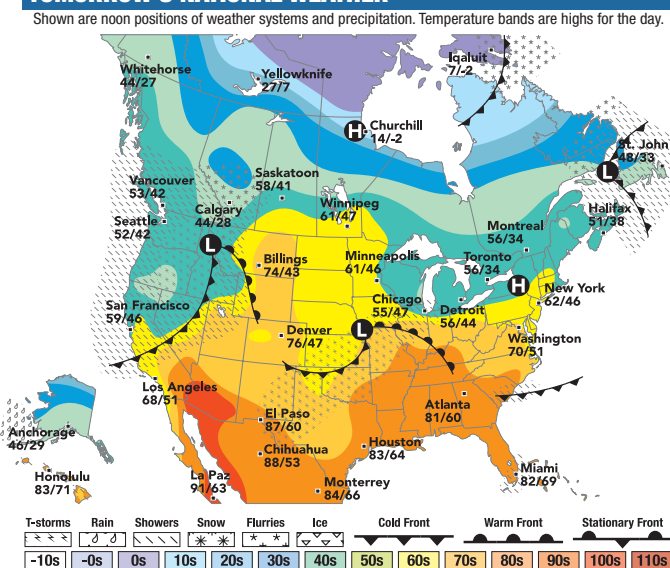 TOMORROW'S NATIONAL WEATHER
Shown are noon positions of weather systems and precipitation. Temperature bands are highs for the day.
Iqaluit
7/-2
Whitehorse
44/27
Yellowknife
27/7
H
Churchill
14/-2
St. John
48/33
L
Saskatoon
58/41
Vancouver
53/42
Winnipeg
61/47
Calgary
44/28
Halifax
51/38
Seattle
52/42
Montreal
56/34
L
Billings
74/43
Minneapolis
61/46
Toronto
56/34
H
New York
62/46
San Francisco
59/46
Chicago
55/47
Detroit
56/44
Denver
76/47
L
Washington
70/51
Los Angeles
68/51
Atlanta
81/60
El Paso
87/60
Anchorage
46/29
Houston
83/64
Chihuahua
88/53
Honolulu
83/71
La Paz
91/63
Monterrey
84/66
Miami
82/69
T-storms Rain Showers Snow Flurries Ice Cold Front Warm Front Stationary Front
-10s -0s 0s 10s 20s 30s 40s 50s 60s 70s 80s 90s 100s 110s